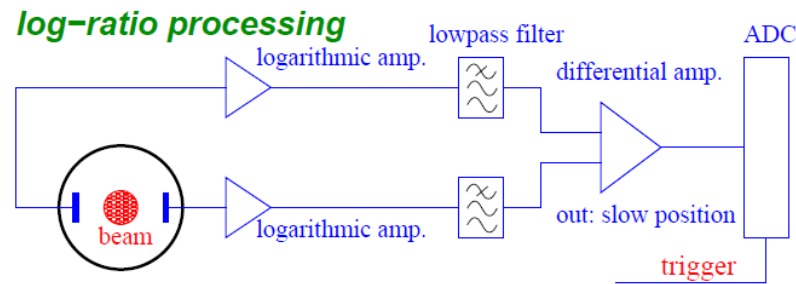 log−ratio processing
lowpass filter
ADC
logarithmic amp.
differential amp.
beam
logarithmic amp.
out: slow position
trigger